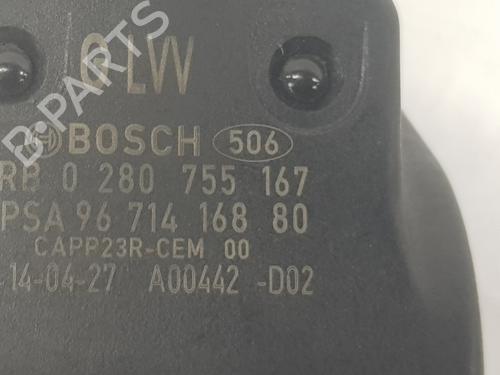 LW
BOSCH 506
RB 0 280 755 167
PSA 96 714 168 80
CAPP23R-CEM 00
14-04-27 A00442 -D02
B-PARTS